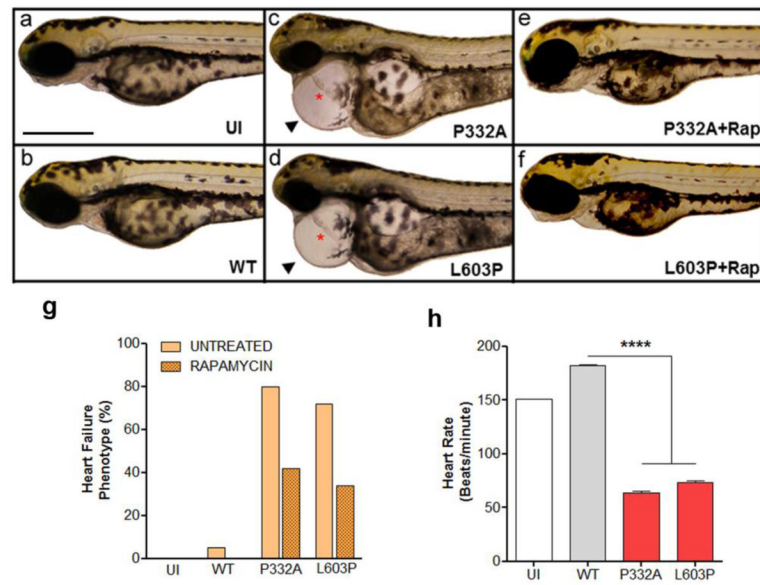 a
UI
b
WT
c
P332A
d
L603P
e
P332A+Rap
f
L603P+Rap
g
UNTREATED
RAPAMYCIN
Heart Failure
Phenotype (%)
100
80
60
40
20
0
UI
WT
P332A
L603P
h
****
Heart Rate
(Beats/minute)
200
150
100
50
0
UI
WT
P332A
L603P